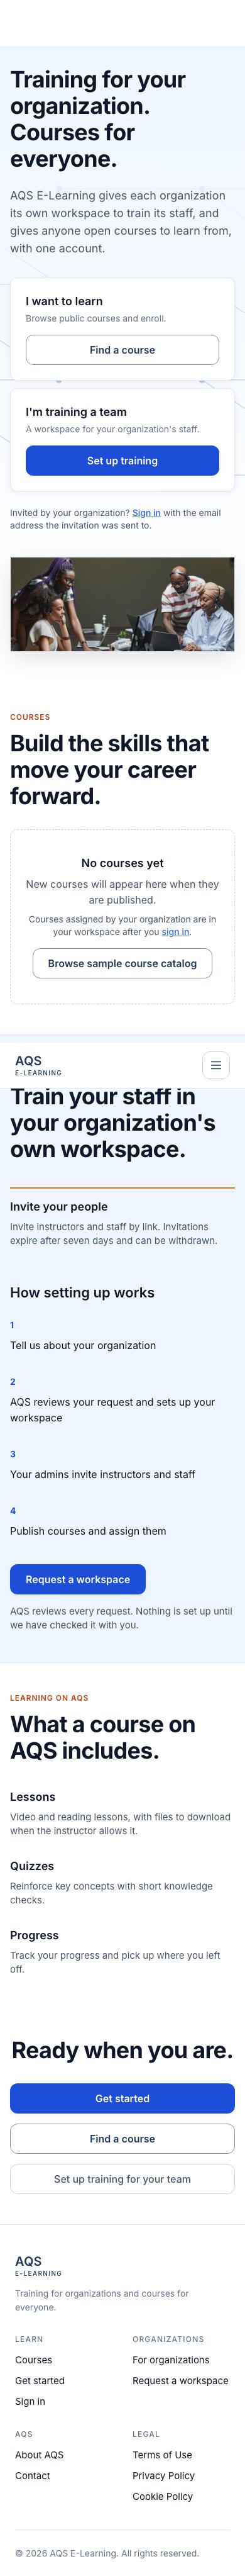 Training for your
organization.
Courses for
everyone.
AQS E-Learning gives each organization
its own workspace to train its staff, and
gives anyone open courses to learn from,
with one account.
I want to learn
Browse public courses and enroll.
Find a course
I'm training a team
A workspace for your organization's staff.
Set up training
Invited by your organization? Sign in with the email
address the invitation was sent to.
COURSES
Build the skills that
move your career
forward.
No courses yet
New courses will appear here when they
are published.
Courses assigned by your organization are in
your workspace after you sign in.
Browse sample course catalog
AQS
E-LEARNING
Train your staff in
your organization's
own workspace.
Invite your people
Invite instructors and staff by link. Invitations
expire after seven days and can be withdrawn.
How setting up works
1
Tell us about your organization
2
AQS reviews your request and sets up your
workspace
3
Your admins invite instructors and staff
4
Publish courses and assign them
Request a workspace
AQS reviews every request. Nothing is set up until
we have checked it with you.
LEARNING ON AQS
What a course on
AQS includes.
Lessons
Video and reading lessons, with files to download
when the instructor allows it.
Quizzes
Reinforce key concepts with short knowledge
checks.
Progress
Track your progress and pick up where you left
off.
Ready when you are.
Get started
Find a course
Set up training for your team
AQS
E-LEARNING
Training for organizations and courses for
everyone.
LEARN
Courses
Get started
Sign in
ORGANIZATIONS
For organizations
Request a workspace
AQS
About AQS
Contact
LEGAL
Terms of Use
Privacy Policy
Cookie Policy
© 2026 AQS E-Learning. All rights reserved.